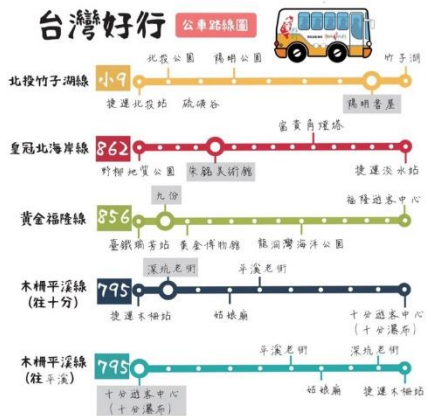 台灣好行 公車路線圖
北投公園 陽明公園 竹子湖
北投竹子湖線 小9
捷運北投站 硫磺谷 陽明書屋
富貴角燈塔
皇冠北海岸線 862
野柳地質公園 朱銘美術館 捷運淡水站
九份 福隆遊客中心
黃金福隆線 856
臺鐵瑞芳站 黃金博物館 龍洞灣海洋公園
深坑老街 平溪老街
木柵平溪線 795
(往十分)
捷運木柵站 姑娘廟 十分遊客中心
(十分瀑布)
平溪老街 深坑老街
木柵平溪線 795
(往平溪)
十分遊客中心 姑娘廟 捷運木柵站
(十分瀑布)